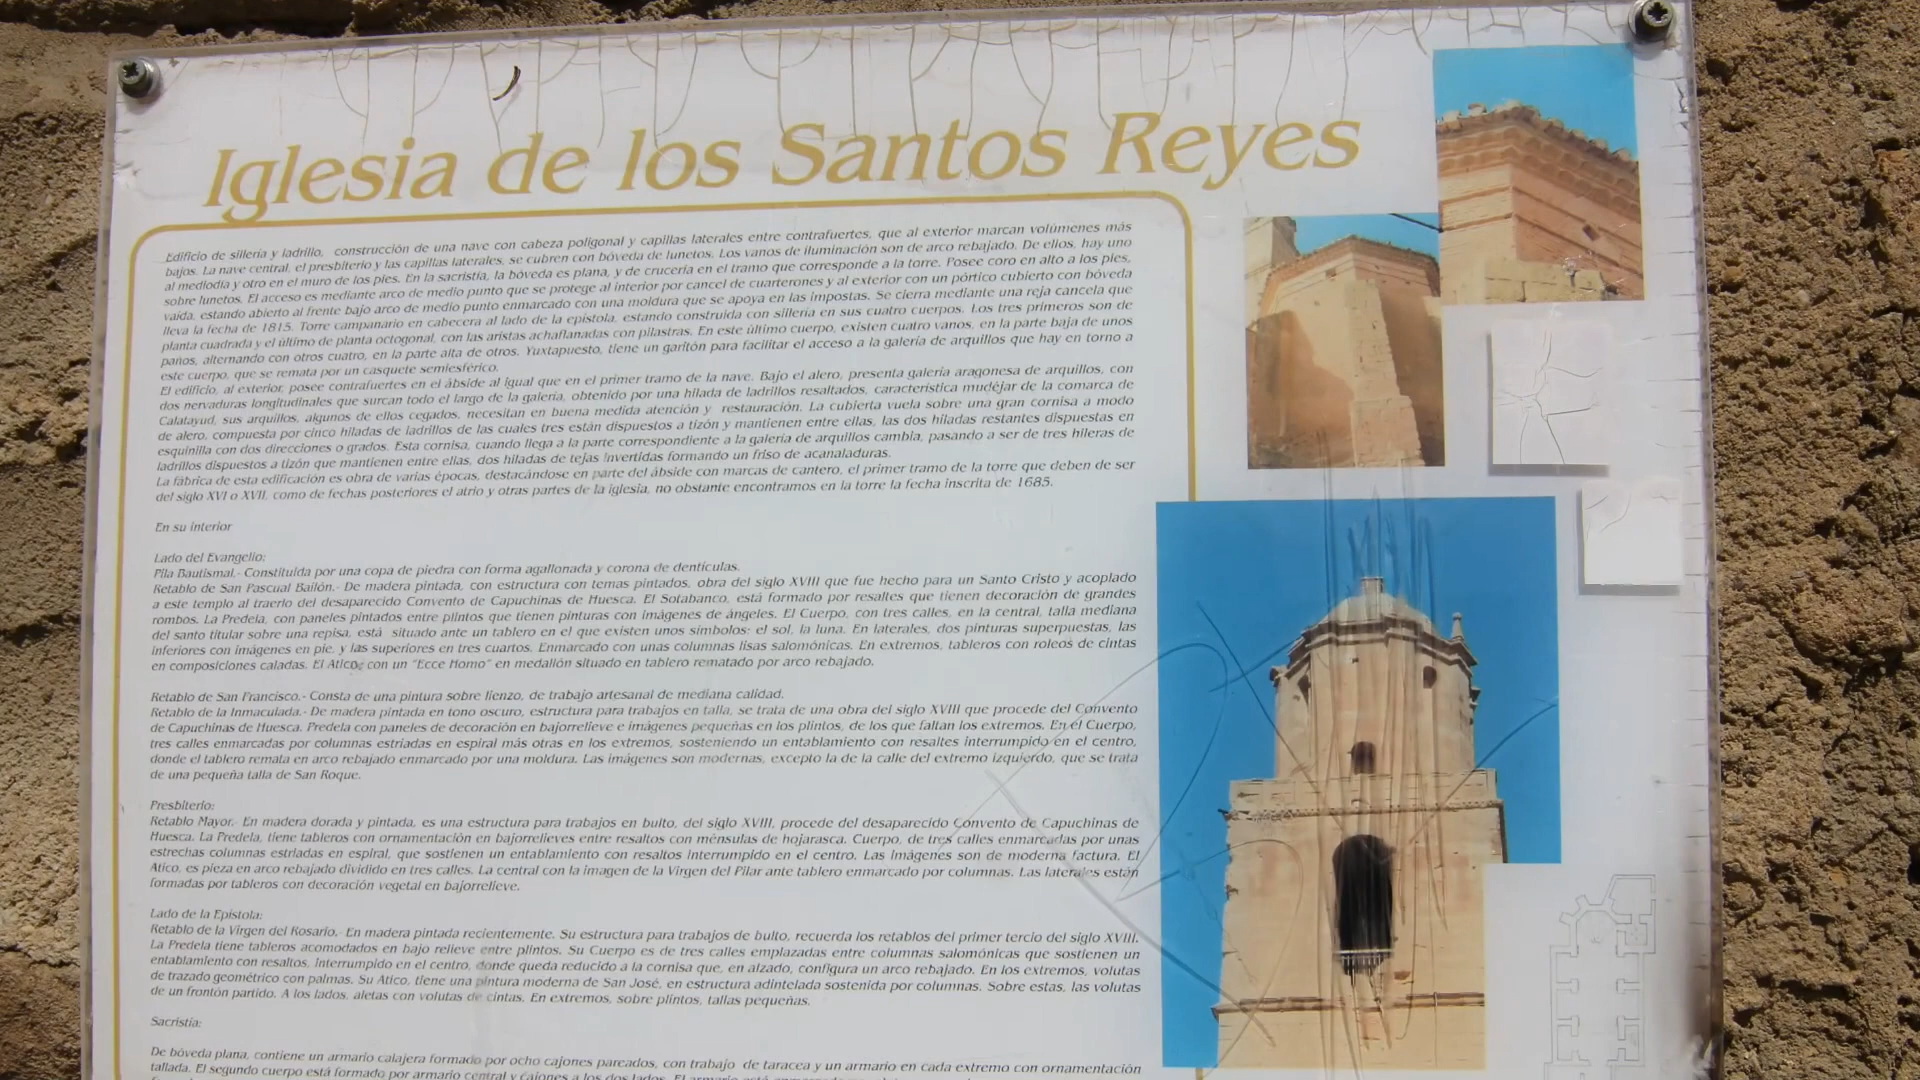 Iglesia de los Santos Reyes
Edificio de sillería y ladrillo, construcción de una nave con cabeza poligonal y capillas laterales entre contrafuertes, que al exterior marcan volúmenes más
bajos. La nave central, el presbiterio y las capillas laterales, se cubren con bóveda de lunetos. Los vanos de iluminación son de arco rebajado. De ellos, hay uno
al mediodía y otro en el muro de los pies. En la sacristía, la bóveda es plana, y de crucería en el tramo que corresponde a la torre. Posee coro en alto a los pies,
sobre lunetos. El acceso es mediante arco de medio punto que se protege al interior por cancel de cuarterones y al exterior con un pórtico cubierto con bóveda
vaída, estando abierto al frente bajo arco de medio punto enmarcado con una moldura que se apoya en las impostas. Se cierra mediante una reja cancela que
lleva la fecha de 1815. Torre campanario en cabecera al lado de la epístola, estando construida con sillería en sus cuatro cuerpos. Los tres primeros son de
planta cuadrada y el último de planta octogonal, con las aristas achaflanadas con pilastras. En este último cuerpo, existen cuatro vanos, en la parte baja de unos
paños, alternando con otros cuatro, en la parte alta de otros. Yuxtapuesto, tiene un garitón para facilitar el acceso a la galería de arquillos que hay en torno a
este cuerpo, que se remata por un casquete semiesférico.
El edificio, al exterior, posee contrafuertes en el ábside al igual que en el primer tramo de la nave. Bajo el alero, presenta galería aragonesa de arquillos, con
dos nervaduras longitudinales que surcan todo el largo de la galería, obtenido por una hilada de ladrillos resaltados, característica mudéjar de la comarca de
Calatayud, sus arquillos, algunos de ellos cegados, necesitan en buena medida atención y restauración. La cubierta vuela sobre una gran cornisa a modo
de alero, compuesta por cinco hiladas de ladrillos de las cuales tres están dispuestos a tizón y mantienen entre ellas, las dos hiladas restantes dispuestas en
esquinilla con dos direcciones o grados. Esta cornisa, cuando llega a la parte correspondiente a la galería de arquillos cambia, pasando a ser de tres hileras de
ladrillos dispuestos a tizón que mantienen entre ellas, dos hiladas de tejas invertidas formando un friso de acanaladuras.
La fábrica de esta edificación es obra de varias épocas, destacándose en parte del ábside con marcas de cantero, el primer tramo de la torre que deben de ser
del siglo XVI o XVII, como de fechas posteriores el atrio y otras partes de la iglesia, no obstante encontramos en la torre la fecha inscrita de 1685.
En su interior
Lado del Evangelio:
Pila Bautismal.- Constituida por una copa de piedra con forma agallonada y corona de dentículas.
Retablo de San Pascual Bailón.- De madera pintada, con estructura con temas pintados, obra del siglo XVIII que fue hecho para un Santo Cristo y acoplado
a este templo al traerlo del desaparecido Convento de Capuchinas de Huesca. El Sotabanco, está formado por resaltes que tienen decoración de grandes
rombos. La Predela, con paneles pintados entre plintos que tienen pinturas con imágenes de ángeles. El Cuerpo, con tres calles, en la central, talla mediana
del santo titular sobre una repisa, está situado ante un tablero en el que existen unos símbolos: el sol, la luna. En laterales, dos pinturas superpuestas, las
inferiores con imágenes en pie, y las superiores en tres cuartos. Enmarcado con unas columnas lisas salomónicas. En extremos, tableros con roleos de cintas
en composiciones caladas. El Atico, con un "Ecce Homo" en medallón situado en tablero rematado por arco rebajado.
Retablo de San Francisco.- Consta de una pintura sobre lienzo, de trabajo artesanal de mediana calidad.
Retablo de la Inmaculada.- De madera pintada en tono oscuro, estructura para trabajos en talla, se trata de una obra del siglo XVIII que procede del Convento
de Capuchinas de Huesca. Predela con paneles de decoración en bajorrelieve e imágenes pequeñas en los plintos, de los que faltan los extremos. En el Cuerpo,
tres calles enmarcadas por columnas estriadas en espiral más otras en los extremos, sosteniendo un entablamiento con resaltes interrumpido en el centro,
donde el tablero remata en arco rebajado enmarcado por una moldura. Las imágenes son modernas, excepto la de la calle del extremo izquierdo, que se trata
de una pequeña talla de San Roque.
Presbiterio:
Retablo Mayor.- En madera dorada y pintada, es una estructura para trabajos en bulto, del siglo XVIII, procede del desaparecido Convento de Capuchinas de
Huesca. La Predela, tiene tableros con ornamentación en bajorrelieves entre resaltos con ménsulas de hojarasca. Cuerpo, de tres calles enmarcadas por unas
estrechas columnas estriadas en espiral, que sostienen un entablamiento con resaltos interrumpido en el centro. Las imágenes son de moderna factura. El
Atico, es pieza en arco rebajado dividido en tres calles. La central con la imagen de la Virgen del Pilar ante tablero enmarcado por columnas. Las laterales están
formadas por tableros con decoración vegetal en bajorrelieve.
Lado de la Epístola:
Retablo de la Virgen del Rosario.- En madera pintada recientemente. Su estructura para trabajos de bulto, recuerda los retablos del primer tercio del siglo XVIII.
La Predela tiene tableros acomodados en bajo relieve entre plintos. Su Cuerpo es de tres calles emplazadas entre columnas salomónicas que sostienen un
entablamiento con resaltos, interrumpido en el centro, donde queda reducido a la cornisa que, en alzado, configura un arco rebajado. En los extremos, volutas
de trazado geométrico con palmas. Su Atico, tiene una pintura moderna de San José, en estructura adintelada sostenida por columnas. Sobre estas, las volutas
de un frontón partido. A los lados, aletas con volutas de cintas. En extremos, sobre plintos, tallas pequeñas.
Sacristía:
De bóveda plana, contiene un armario calajera formado por ocho cajones pareados, con trabajo de taracea y un armario en cada extremo con ornamentación
tallada. El segundo cuerpo está formado por armario central y cajones a los dos lados. El armario está